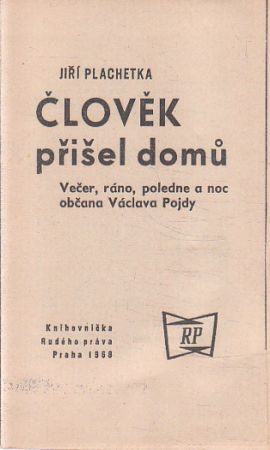 JIŘÍ PLACHETKA
ČLOVĚK
přišel domů
Večer, ráno, poledne a noc
občana Václava Pojdy
Knihovnička
Rudého práva
Praha 1968
RP